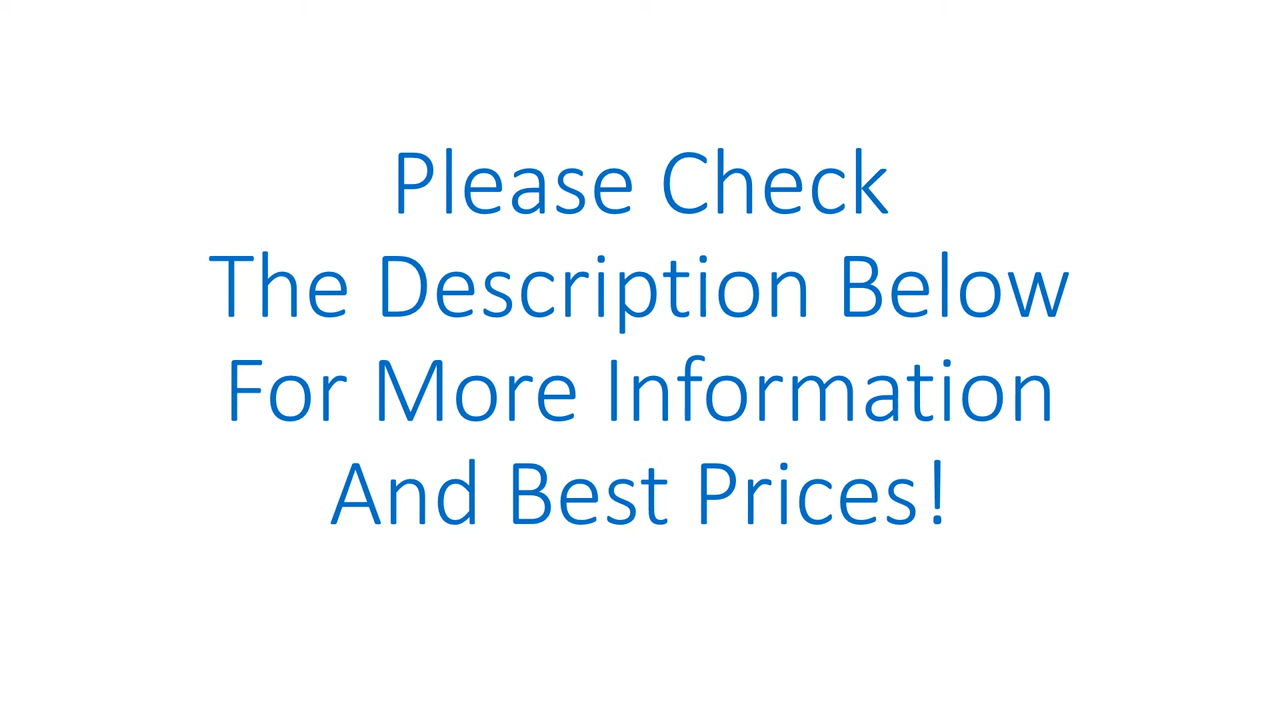 Please Check
The Description Below
For More Information
And Best Prices!